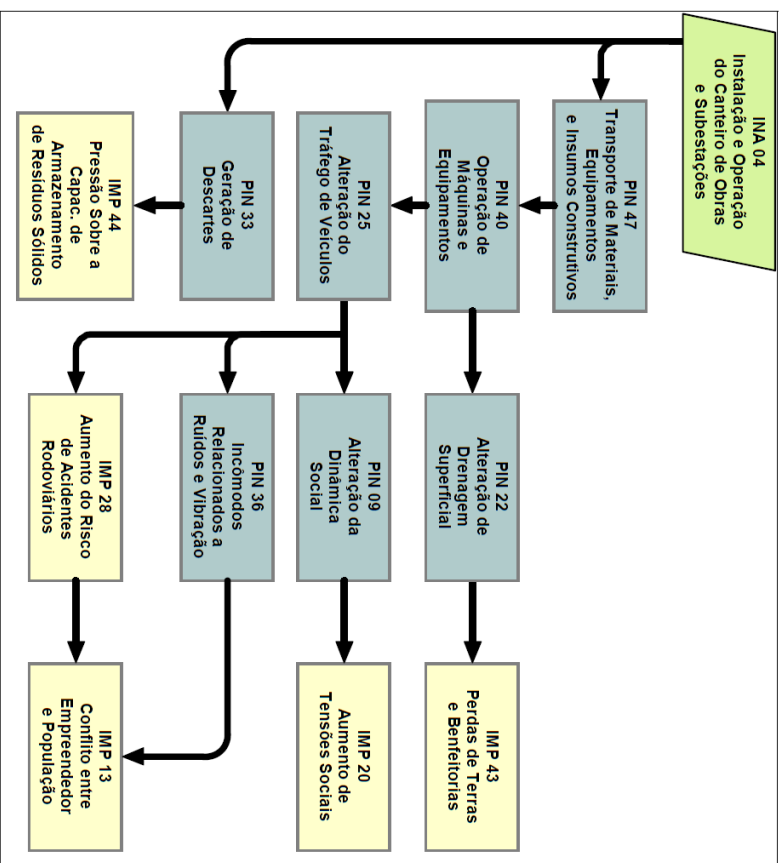 INA 04
Instalação e Operação
do Canteiro de Obras
e Subestações
PIN 47
Transporte de Materiais,
Equipamentos
e Insumos Construtivos
PIN 40
Operação de
Máquinas e
Equipamentos
PIN 22
Alteração de
Drenagem
Superficial
IMP 43
Perdas de Terras
e Benfeitorias
PIN 25
Alteração do
Tráfego de Veículos
PIN 09
Alteração da
Dinâmica
Social
IMP 20
Aumento de
Tensões Sociais
PIN 33
Geração de
Descartes
PIN 36
Incômodos
Relacionados a
Ruídos e Vibração
IMP 44
Pressão Sobre a
Capac. de
Armazenamento
de Resíduos Sólidos
IMP 28
Aumento do Risco
de Acidentes
Rodoviários
IMP 13
Conflito entre
Empreendedor
e População